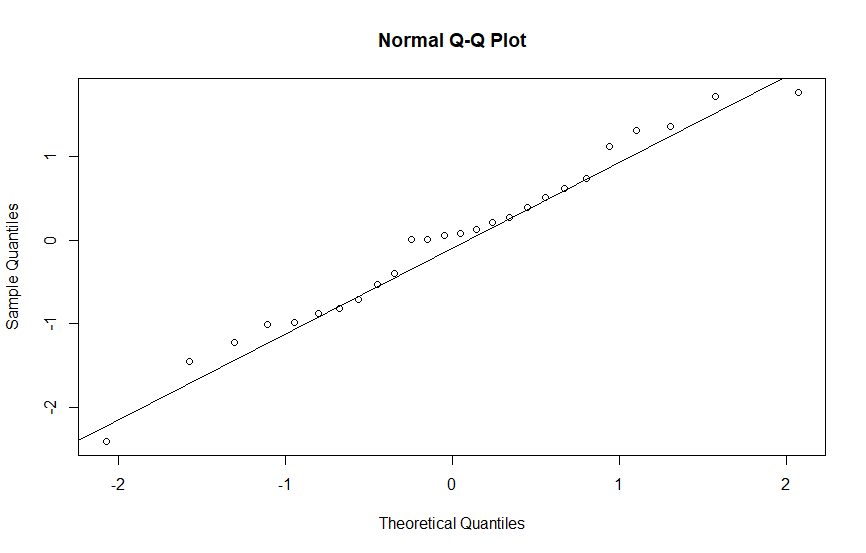 Normal Q-Q Plot
1
0
-1
-2
Sample Quantiles
-2 -1 0 1 2
Theoretical Quantiles